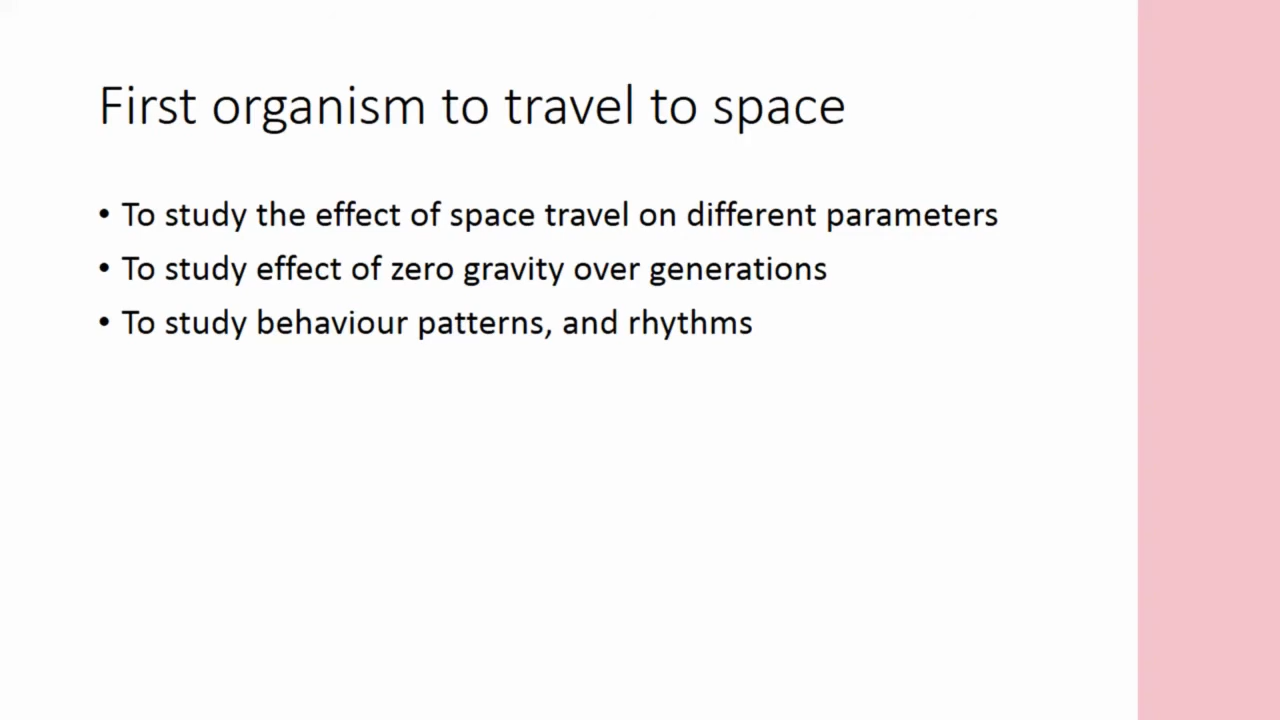 First organism to travel to space
• To study the effect of space travel on different parameters
• To study effect of zero gravity over generations
• To study behaviour patterns, and rhythms